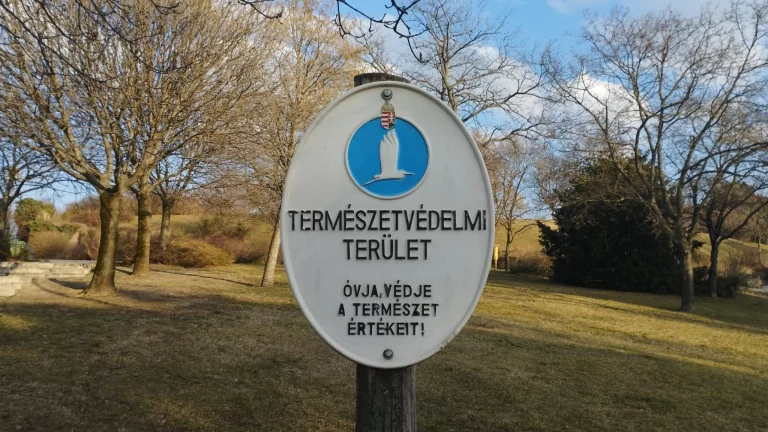 TERMÉSZETVÉDELMI
TERÜLET
ÓVJA, VÉDJE
A TERMÉSZET
ÉRTÉKEIT!